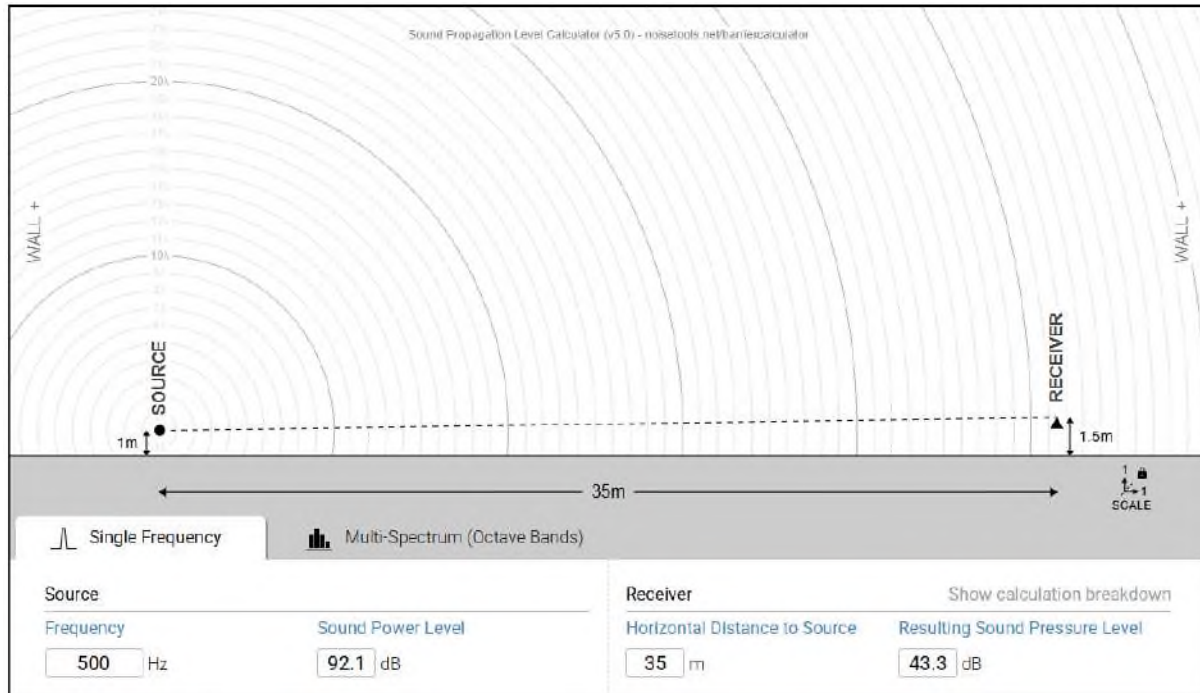 Sound Propagation Level Calculator (v5.0) - noisetools.net/barriercalculator
20λ
10λ
WALL +
WALL +
SOURCE
RECEIVER
1m
1.5m
35m
1
1
SCALE
Single Frequency
Multi-Spectrum (Octave Bands)
Source
Receiver
Show calculation breakdown
Frequency
Sound Power Level
Horizontal Distance to Source
Resulting Sound Pressure Level
500 Hz
92.1 dB
35 m
43.3 dB